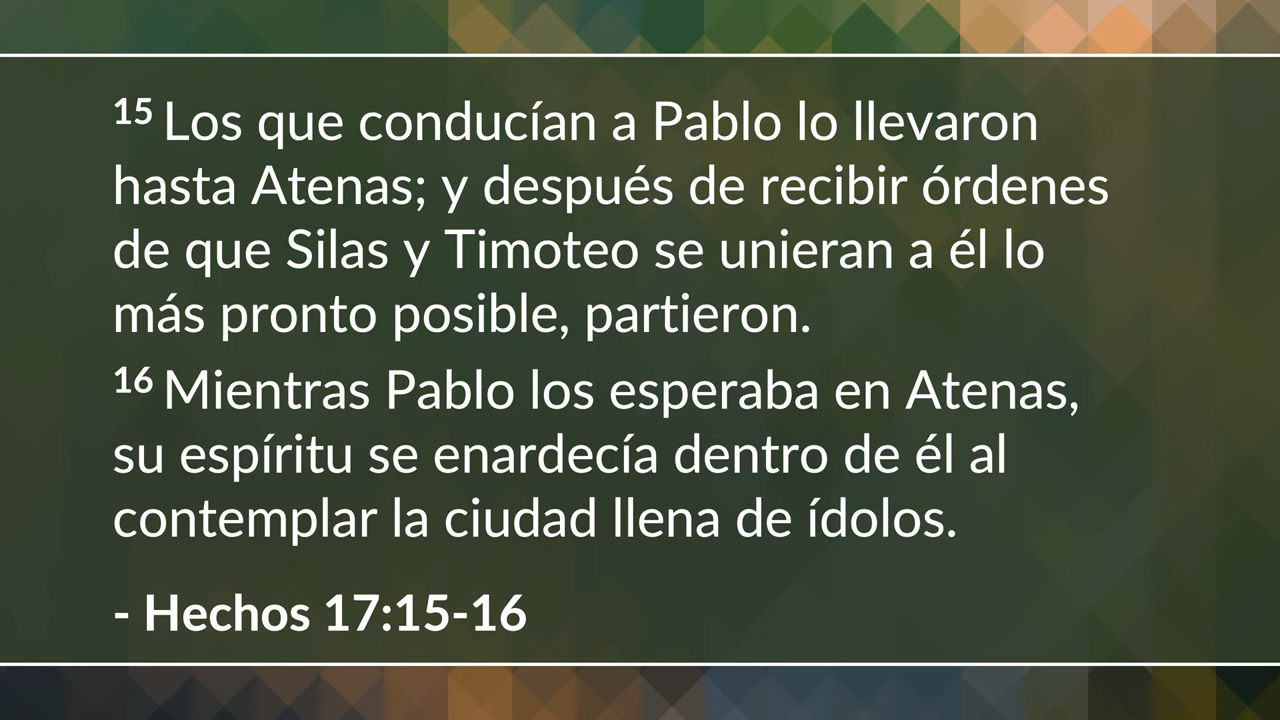 15 Los que conducían a Pablo lo llevaron
hasta Atenas; y después de recibir órdenes
de que Silas y Timoteo se unieran a él lo
más pronto posible, partieron.
16 Mientras Pablo los esperaba en Atenas,
su espíritu se enardecía dentro de él al
contemplar la ciudad llena de ídolos.
- Hechos 17:15-16